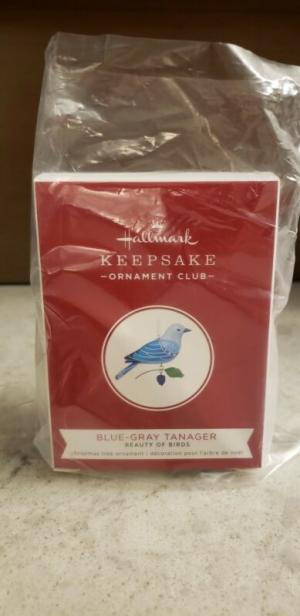 Hallmark
KEEPSAKE
–ORNAMENT CLUB–
BLUE-GRAY TANAGER
BEAUTY OF BIRDS
christmas tree ornament | décoration pour l'arbre de noël